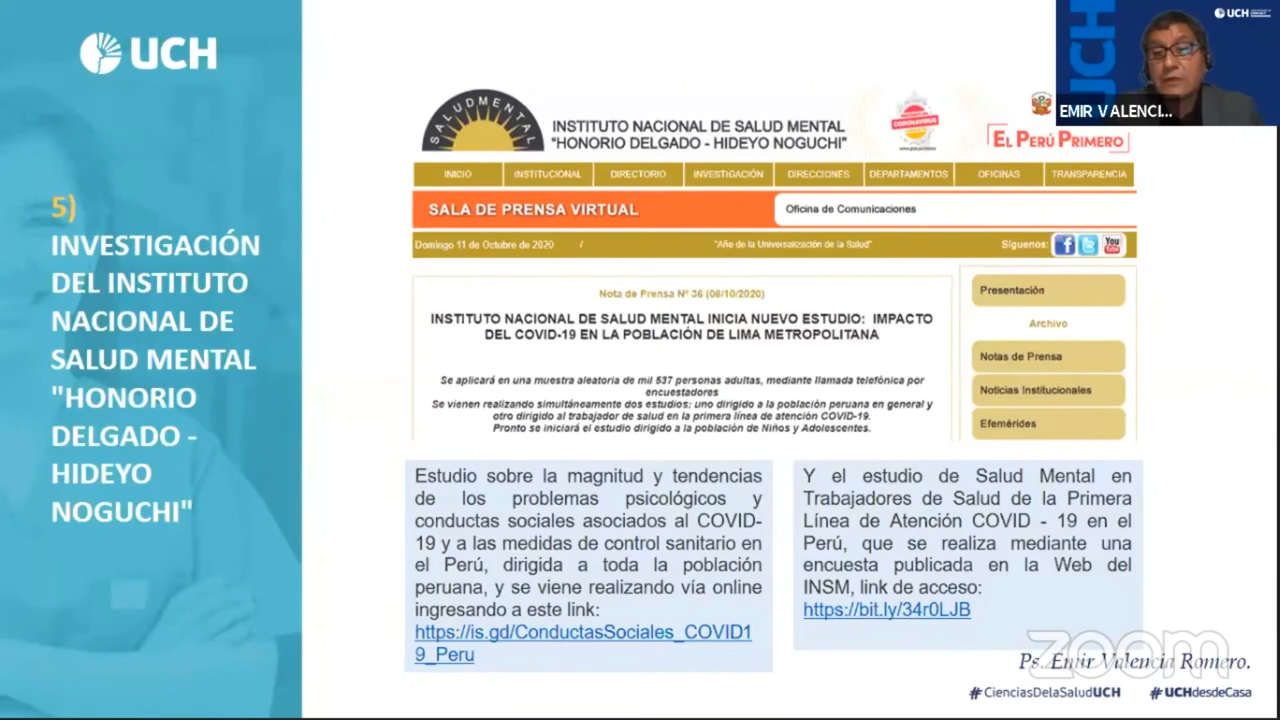 UCH
5)
INVESTIGACIÓN
DEL INSTITUTO
NACIONAL DE
SALUD MENTAL
"HONORIO
DELGADO -
HIDEYO
NOGUCHI"
SALUD MENTAL
INSTITUTO NACIONAL DE SALUD MENTAL
"HONORIO DELGADO - HIDEYO NOGUCHI"
CORONAVIRUS
EL PERÚ PRIMERO
UCH
UCH
EMIR VALENCI...
INICIO INSTITUCIONAL DIRECTORIO INVESTIGACIÓN DIRECCIONES DEPARTAMENTOS OFICINAS TRANSPARENCIA
SALA DE PRENSA VIRTUAL Oficina de Comunicaciones
Domingo 11 de Octubre de 2020 / "Año de la Universalización de la Salud" Síguenos: You Tube
Nota de Prensa Nº 36 (06/10/2020)
INSTITUTO NACIONAL DE SALUD MENTAL INICIA NUEVO ESTUDIO: IMPACTO
DEL COVID-19 EN LA POBLACIÓN DE LIMA METROPOLITANA
Se aplicará en una muestra aleatoria de mil 537 personas adultas, mediante llamada telefónica por
encuestadores
Se vienen realizando simultáneamente dos estudios: uno dirigido a la población peruana en general y
otro dirigido al trabajador de salud en la primera línea de atención COVID-19.
Pronto se iniciará el estudio dirigido a la población de Niños y Adolescentes.
Presentación
Archivo
Notas de Prensa
Noticias Institucionales
Efemérides
Estudio sobre la magnitud y tendencias
de los problemas psicológicos y
conductas sociales asociados al COVID-
19 y a las medidas de control sanitario en
el Perú, dirigida a toda la población
peruana, y se viene realizando vía online
ingresando a este link:
https://is.gd/ConductasSociales_COVID1
9_Peru
Y el estudio de Salud Mental en
Trabajadores de Salud de la Primera
Línea de Atención COVID - 19 en el
Perú, que se realiza mediante una
encuesta publicada en la Web del
INSM, link de acceso:
https://bit.ly/34r0LJB
zoom
Ps. Emir Valencia Romero.
#CienciasDelaSaludUCH #UCHdesdeCasa